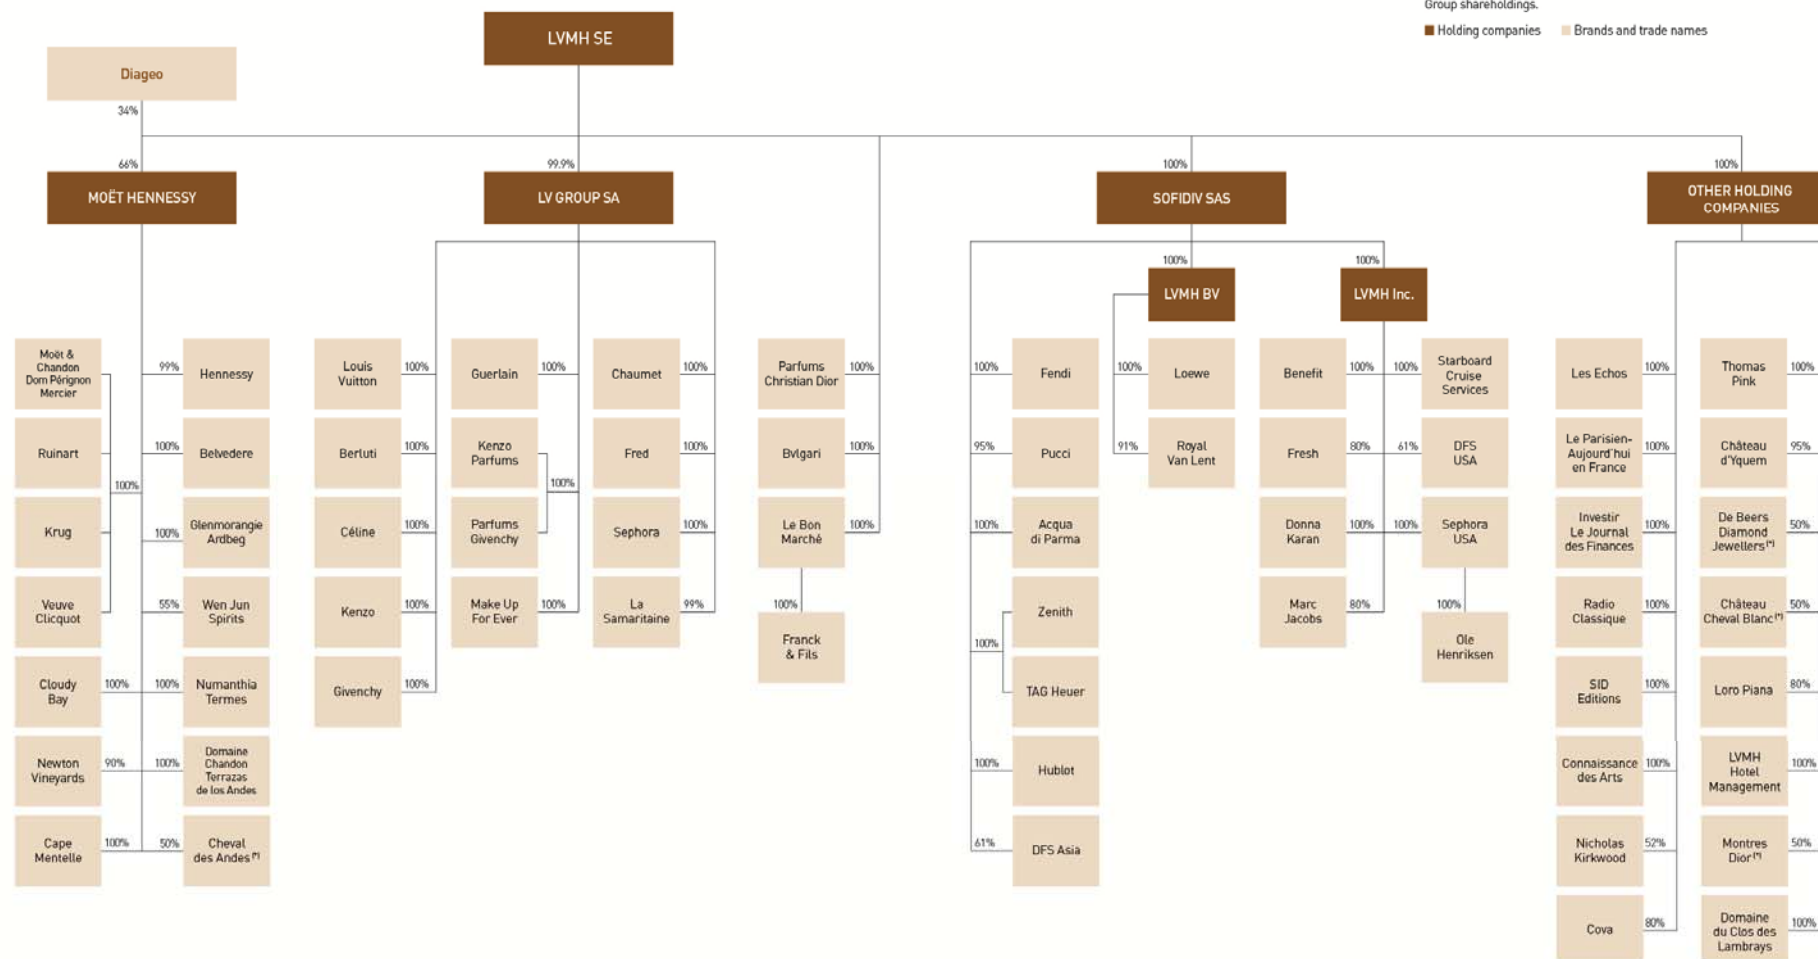 Group shareholdings.
Holding companies
Brands and trade names
LVMH SE
Diageo
34%
66%
99.9%
100%
100%
MOËT HENNESSY
LV GROUP SA
SOFIDIV SAS
OTHER HOLDING
COMPANIES
100%
100%
LVMH BV
LVMH Inc.
Moët &
Chandon
Dom Pérignon
Mercier
Ruinart
Krug
Veuve
Clicquot
100%
Cloudy
Bay
100%
Newton
Vineyards
90%
Cape
Mentelle
100%
99%
Hennessy
100%
Belvedere
100%
Glenmorangie
Ardbeg
55%
Wen Jun
Spirits
100%
Numanthia
Termes
100%
Domaine
Chandon
Terrazas
de los Andes
50%
Cheval
des Andes (*)
Louis
Vuitton
100%
Berluti
100%
Céline
100%
Kenzo
100%
Givenchy
100%
Guerlain
100%
Kenzo
Parfums
100%
Parfums
Givenchy
Make Up
For Ever
100%
Chaumet
100%
Fred
100%
Sephora
100%
La
Samaritaine
99%
Parfums
Christian Dior
100%
Bvlgari
100%
Le Bon
Marché
100%
100%
Franck
& Fils
100%
Fendi
95%
Pucci
100%
Acqua
di Parma
100%
Zenith
TAG Heuer
100%
Hublot
61%
DFS Asia
100%
Loewe
91%
Royal
Van Lent
Benefit
100%
Fresh
80%
Donna
Karan
100%
Marc
Jacobs
80%
100%
Starboard
Cruise
Services
61%
DFS
USA
100%
Sephora
USA
100%
Ole
Henriksen
Les Echos
100%
Le Parisien-
Aujourd'hui
en France
100%
Investir
Le Journal
des Finances
100%
Radio
Classique
100%
SID
Editions
100%
Connaissance
des Arts
100%
Nicholas
Kirkwood
52%
Cova
80%
Thomas
Pink
100%
Château
d'Yquem
95%
De Beers
Diamond
Jewellers (*)
50%
Château
Cheval Blanc (*)
50%
Loro Piana
80%
LVMH
Hotel
Management
100%
Montres
Dior (*)
50%
Domaine
du Clos des
Lambrays
100%